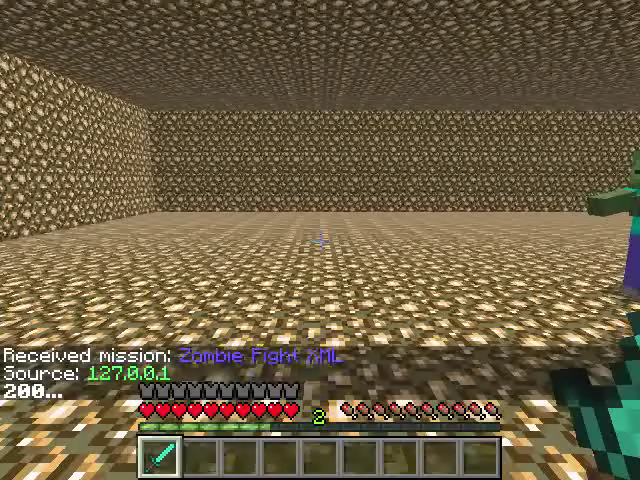 Received mission: Zombie Fight XML
Source: 127.0.0.1
200...
2